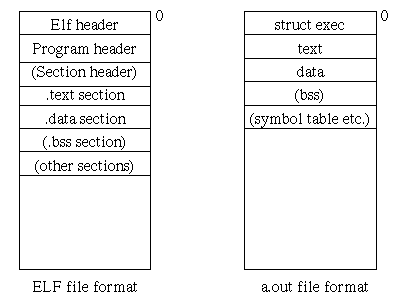 Elf header
Program header
(Section header)
.text section
.data section
(.bss section)
(other sections)
0
ELF file format
struct exec
text
data
(bss)
(symbol table etc.)
0
a.out file format